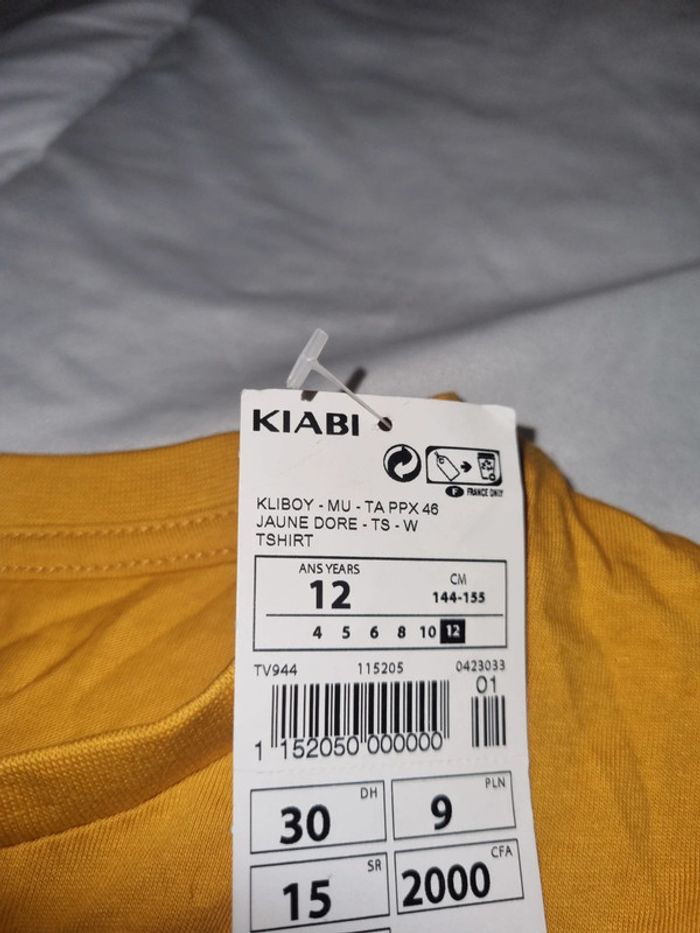 KIABI
F FRANCE ONLY
KLIBOY - MU - TA PPX 46
JAUNE DORE - TS - W
TSHIRT
ANS YEARS
12
CM
144-155
4 5 6 8 10 12
TV944 115205 0423033
01
1 152050 000000
DH
30
PLN
9
SR
15
CFA
2000